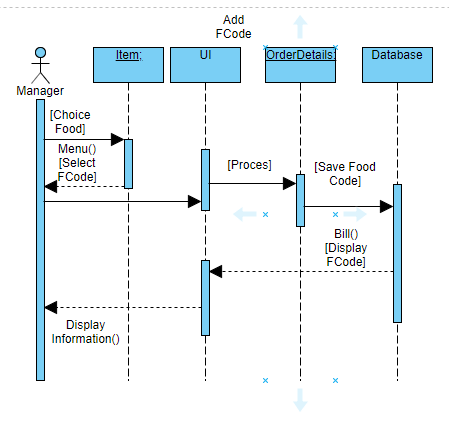 Add
FCode
Item;
UI
OrderDetails;
Database
Manager
[Choice
Food]
Menu()
[Select
FCode]
[Proces]
[Save Food
Code]
Bill()
[Display
FCode]
Display
Information()